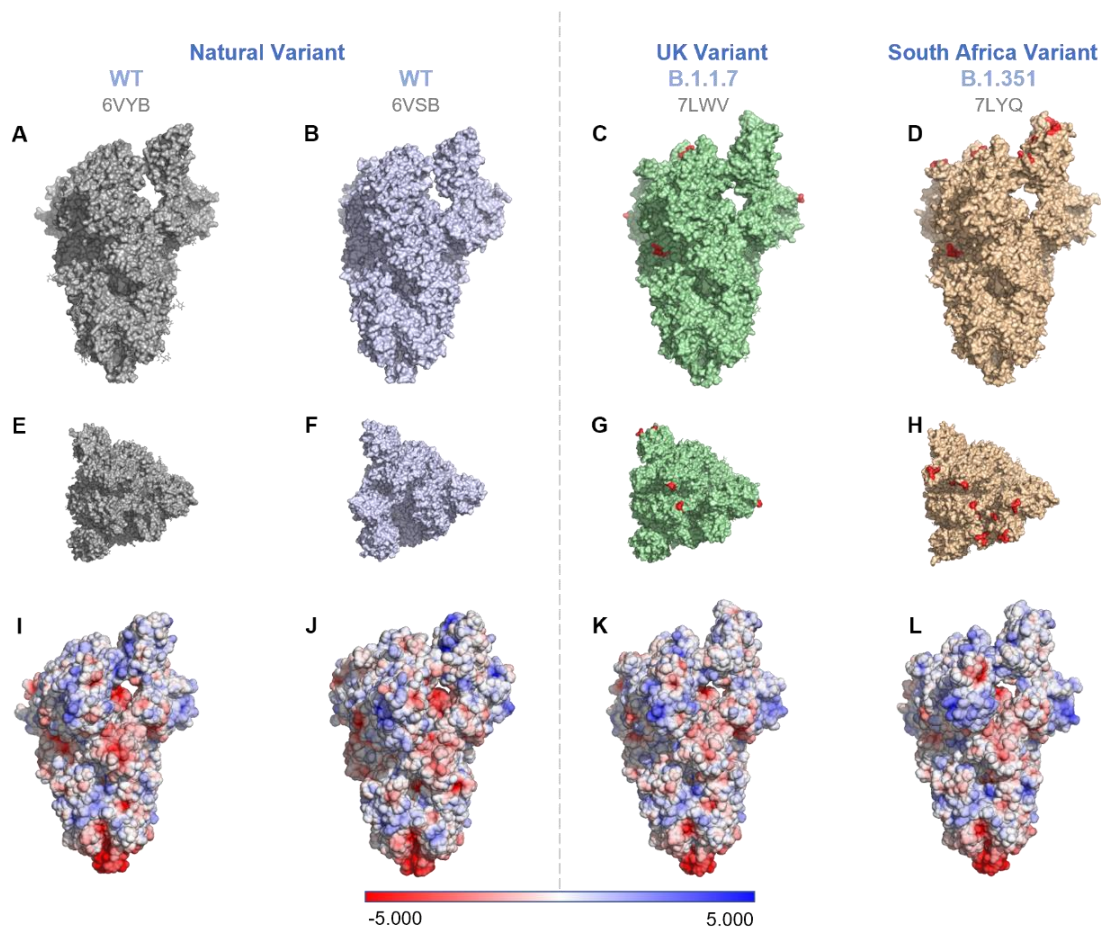 Natural Variant
UK Variant
South Africa Variant
WT
WT
B.1.1.7
B.1.351
6VYB
6VSB
7LWV
7LYQ
A
B
C
D
E
F
G
H
I
J
K
L
-5.000
5.000